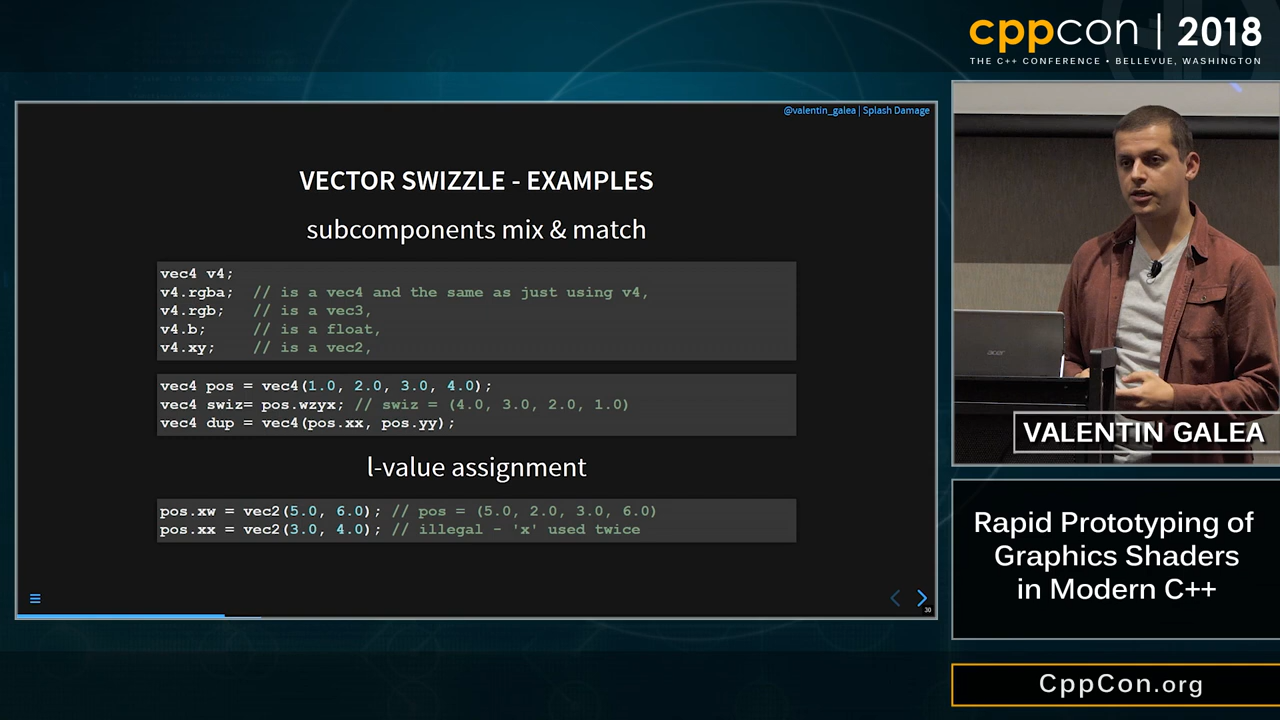 cppcon | 2018
THE C++ CONFERENCE • BELLEVUE, WASHINGTON
@valentin_galea | Splash Damage
VECTOR SWIZZLE - EXAMPLES
subcomponents mix & match
vec4 v4;
v4.rgba; // is a vec4 and the same as just using v4,
v4.rgb; // is a vec3,
v4.b; // is a float,
v4.xy; // is a vec2,
vec4 pos = vec4(1.0, 2.0, 3.0, 4.0);
vec4 swiz= pos.wzyx; // swiz = (4.0, 3.0, 2.0, 1.0)
vec4 dup = vec4(pos.xx, pos.yy);
l-value assignment
pos.xw = vec2(5.0, 6.0); // pos = (5.0, 2.0, 3.0, 6.0)
pos.xx = vec2(3.0, 4.0); // illegal - 'x' used twice
30
acer
VALENTIN GALEA
Rapid Prototyping of
Graphics Shaders
in Modern C++
CppCon.org